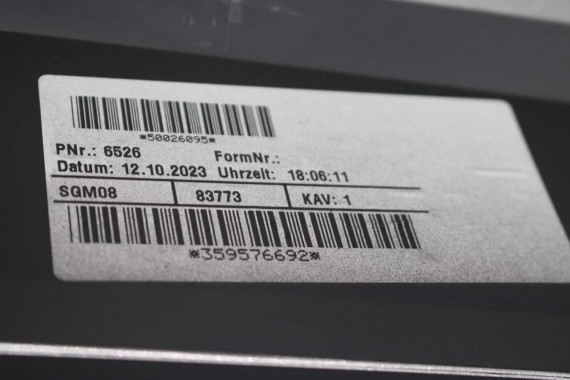 *50026095*
PNr.: 6526 FormNr.:
Datum: 12.10.2023 Uhrzeit: 18:06:11
SGM08 83773 KAV: 1
*359576692*